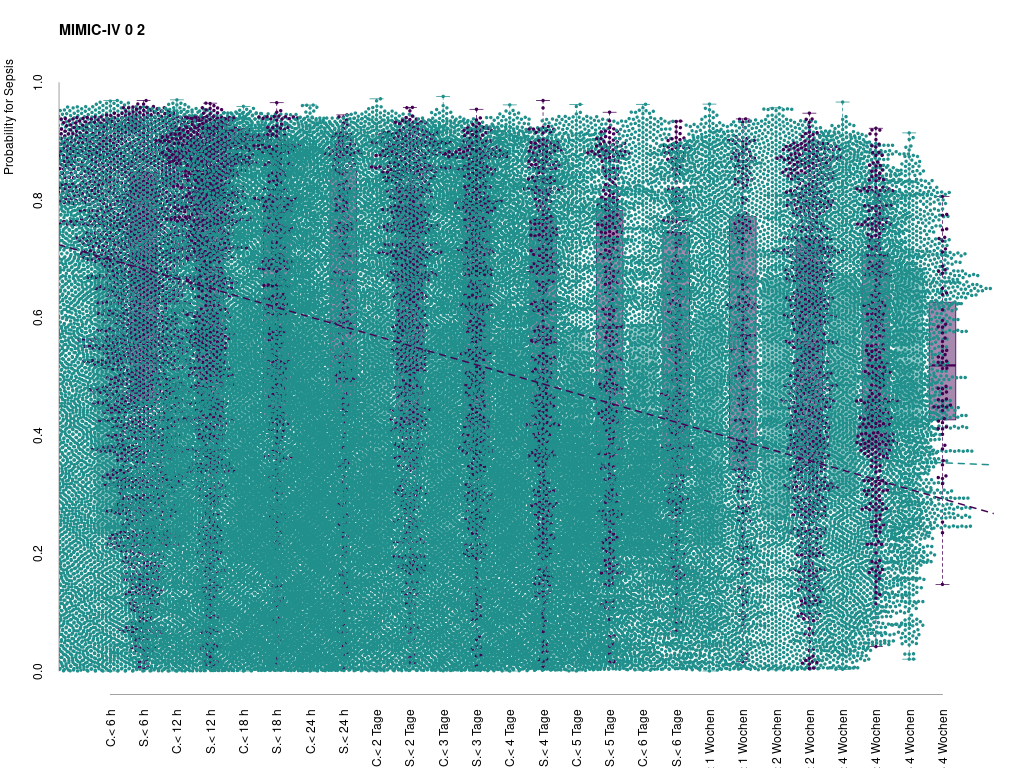 MIMIC-IV 0 2
Probability for Sepsis
1.0
0.8
0.6
0.4
0.2
0.0
C.< 6 h
S.< 6 h
C.< 12 h
S.< 12 h
C.< 18 h
S.< 18 h
C.< 24 h
S.< 24 h
C.< 2 Tage
S.< 2 Tage
C.< 3 Tage
S.< 3 Tage
C.< 4 Tage
S.< 4 Tage
C.< 5 Tage
S.< 5 Tage
C.< 6 Tage
S.< 6 Tage
1 Wochen
1 Wochen
2 Wochen
2 Wochen
4 Wochen
4 Wochen
4 Wochen
4 Wochen